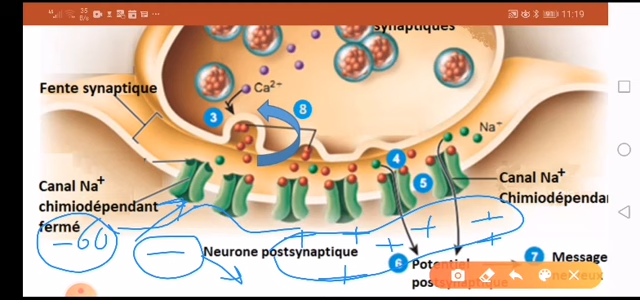 11:19
synaptiques
Fente synaptique
Ca²⁺
3
8
Na⁺
4
5
Canal Na⁺
chimiodépendant
fermé
Canal Na⁺
Chimiodépenda
-60
Neurone postsynaptique
6
Potentiel
postsynaptique
7
Message